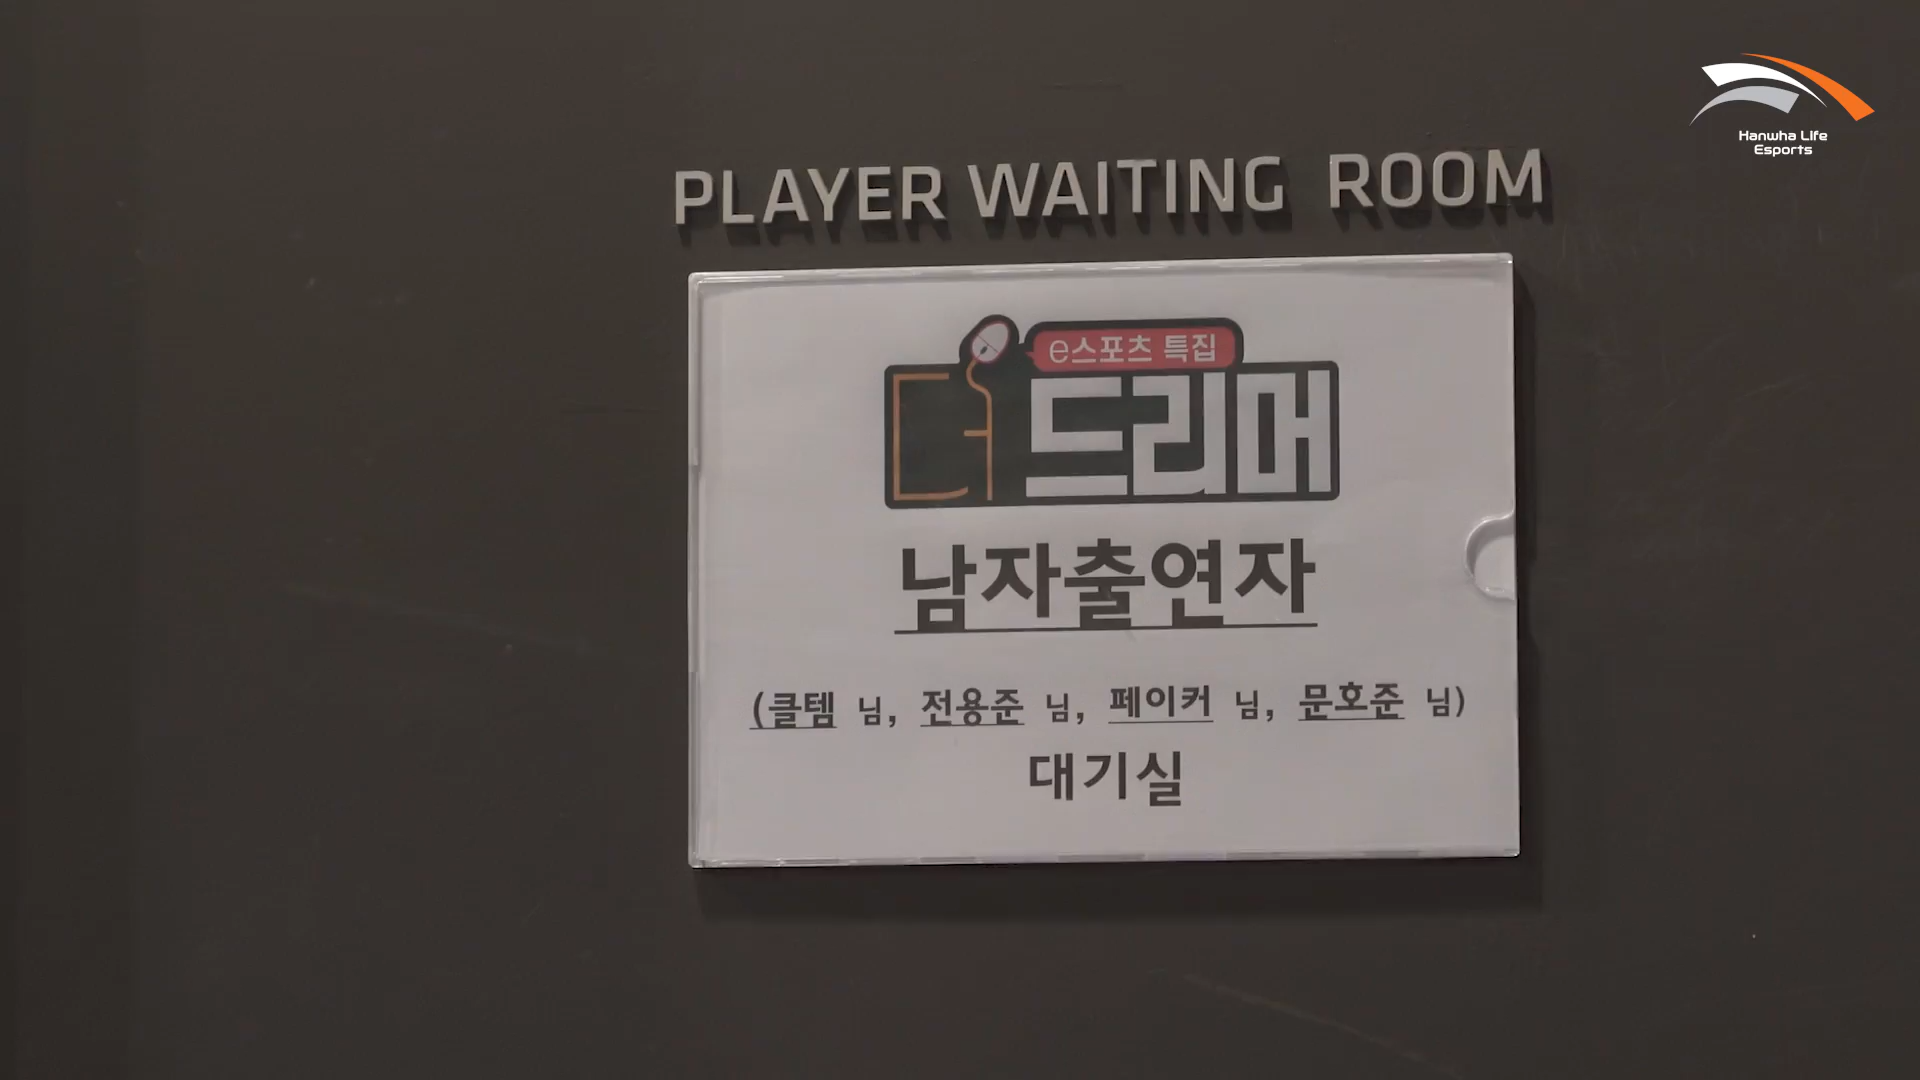 Hanwha Life
Esports
PLAYER WAITING ROOM
e스포츠 특집
더 드리머
남자출연자
(클템 님, 전용준 님, 페이커 님, 문호준 님)
대기실